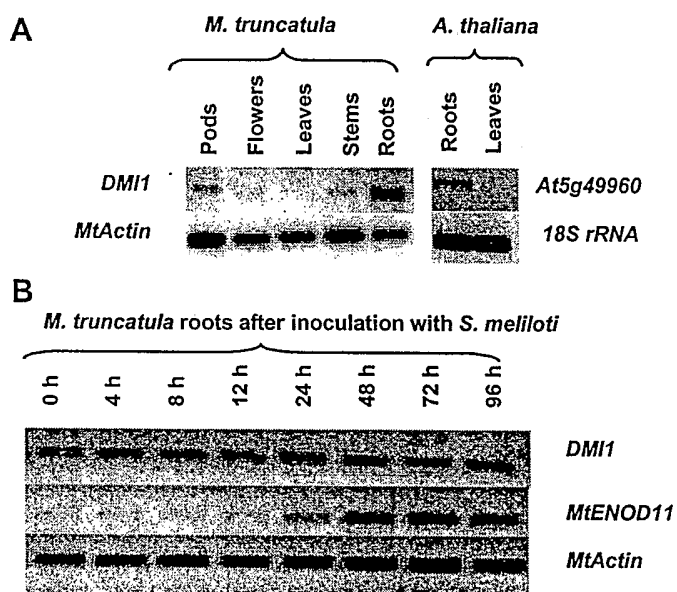 A
M. truncatula
A. thaliana
Pods
Flowers
Leaves
Stems
Roots
Roots
Leaves
DMI1
At5g49960
MtActin
18S rRNA
B
M. truncatula roots after inoculation with S. meliloti
0 h
4 h
8 h
12 h
24 h
48 h
72 h
96 h
DMI1
MtENOD11
MtActin